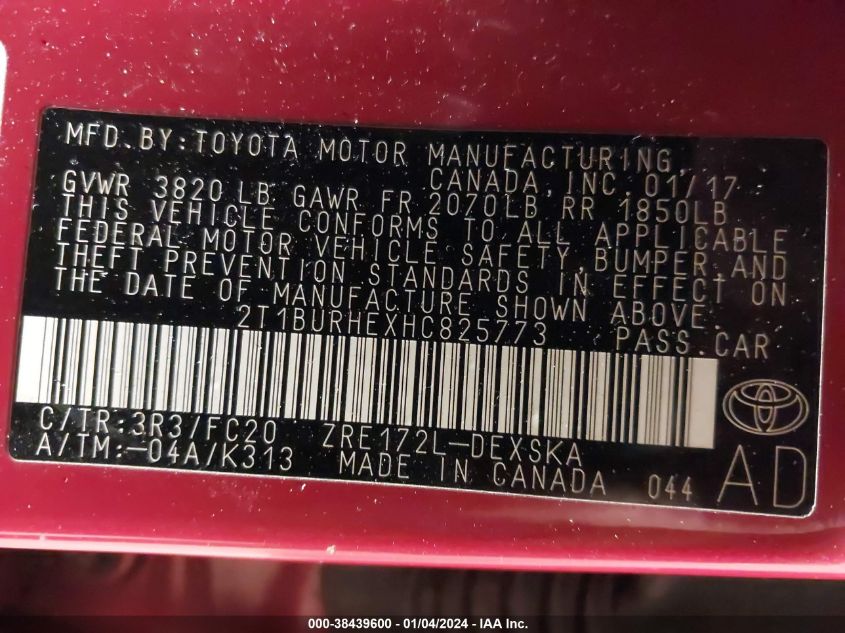 MFD. BY: TOYOTA MOTOR MANUFACTURING,
CANADA, INC. 01/17
GVWR 3820 LB GAWR FR 2070LB RR 1850LB
THIS VEHICLE CONFORMS TO ALL APPLICABLE
FEDERAL MOTOR VEHICLE SAFETY, BUMPER, AND
THEFT PREVENTION STANDARDS IN EFFECT ON
THE DATE OF MANUFACTURE SHOWN ABOVE.
2T1BURHEXHC825773 PASS. CAR
C/TR: 3R3/FC20 ZRE172L-DEXSKA
A/TM: -04A/K313 MADE IN CANADA 044 AD
000-38439600 - 01/04/2024 - IAA Inc.